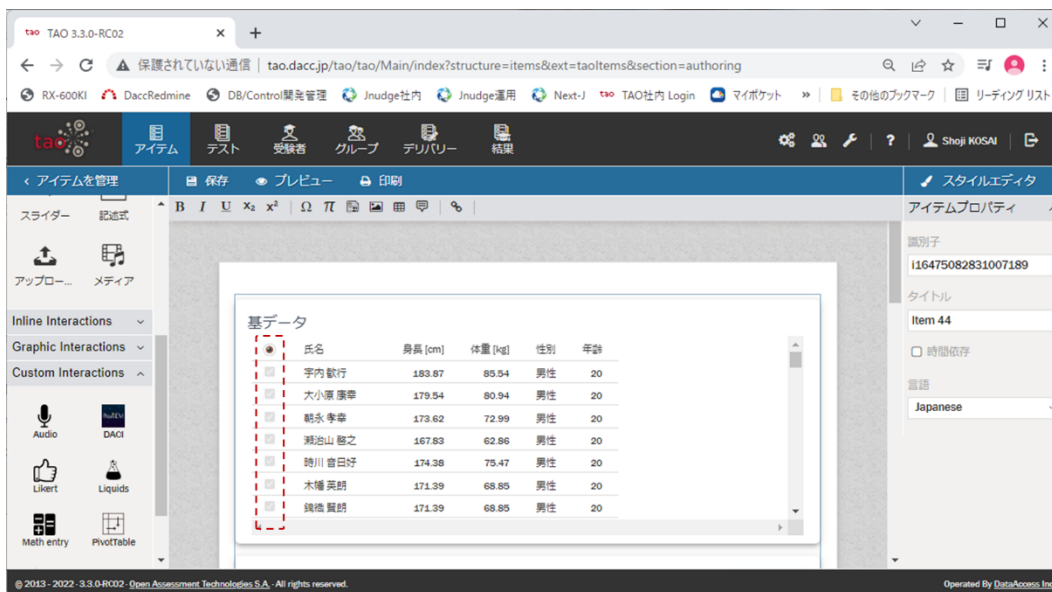 tao TAO 3.3.0-RC02
保護されていない通信 | tao.dacc.jp/tao/tao/Main/index?structure=items&ext=taoItems&section=authoring
RX-600KI DaccRedmine DB/Control開発管理 Jnudge社内 Jnudge運用 Next-J tao TAO社内 Login マイポケット » その他のブックマーク リーディング リスト
tao アイテム テスト 受験者 グループ デリバリー 結果 ? Shoji KOSAI
アイテムを管理 保存 プレビュー 印刷 スタイルエディタ
B I U X₂ x² Ω π
アイテムプロパティ
スライダー 記述式
識別子
i16475082831007189
アップロー... メディア
タイトル
Item 44
Inline Interactions
Graphic Interactions
Custom Interactions
時間依存
言語
Japanese
Audio DACI
Likert Liquids
Math entry PivotTable
基データ
氏名 身長 [cm] 体重 [kg] 性別 年齢
宇内 歓行 183.87 85.54 男性 20
大小原 康幸 179.54 80.94 男性 20
朝永 孝幸 173.62 72.99 男性 20
瀬治山 啓之 167.83 62.86 男性 20
時川 音日好 174.38 75.47 男性 20
木幡 英朗 171.39 68.85 男性 20
賢朗 171.39 68.85 男性 20
© 2013 - 2022 · 3.3.0-RC02 · Open Assessment Technologies S.A. · All rights reserved. Operated By DataAccess Inc